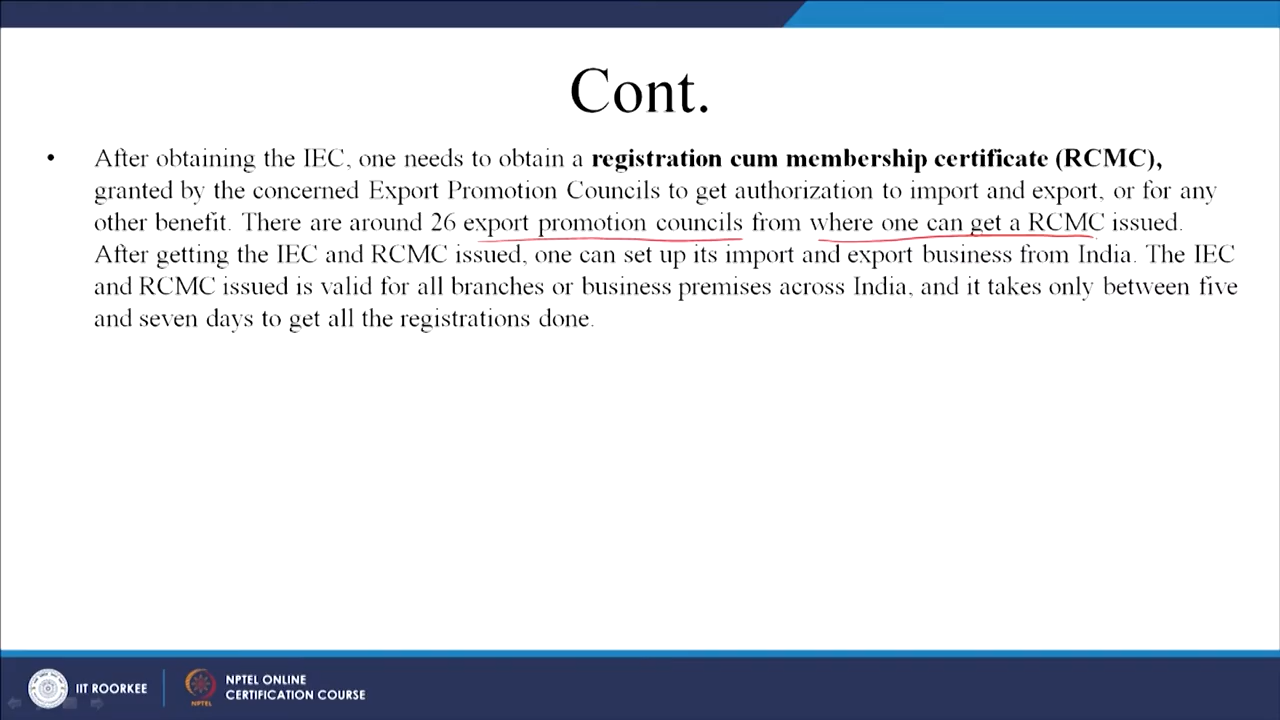 Cont.
• After obtaining the IEC, one needs to obtain a registration cum membership certificate (RCMC),
granted by the concerned Export Promotion Councils to get authorization to import and export, or for any
other benefit. There are around 26 export promotion councils from where one can get a RCMC issued.
After getting the IEC and RCMC issued, one can set up its import and export business from India. The IEC
and RCMC issued is valid for all branches or business premises across India, and it takes only between five
and seven days to get all the registrations done.
IIT ROORKEE
NPTEL
NPTEL ONLINE
CERTIFICATION COURSE